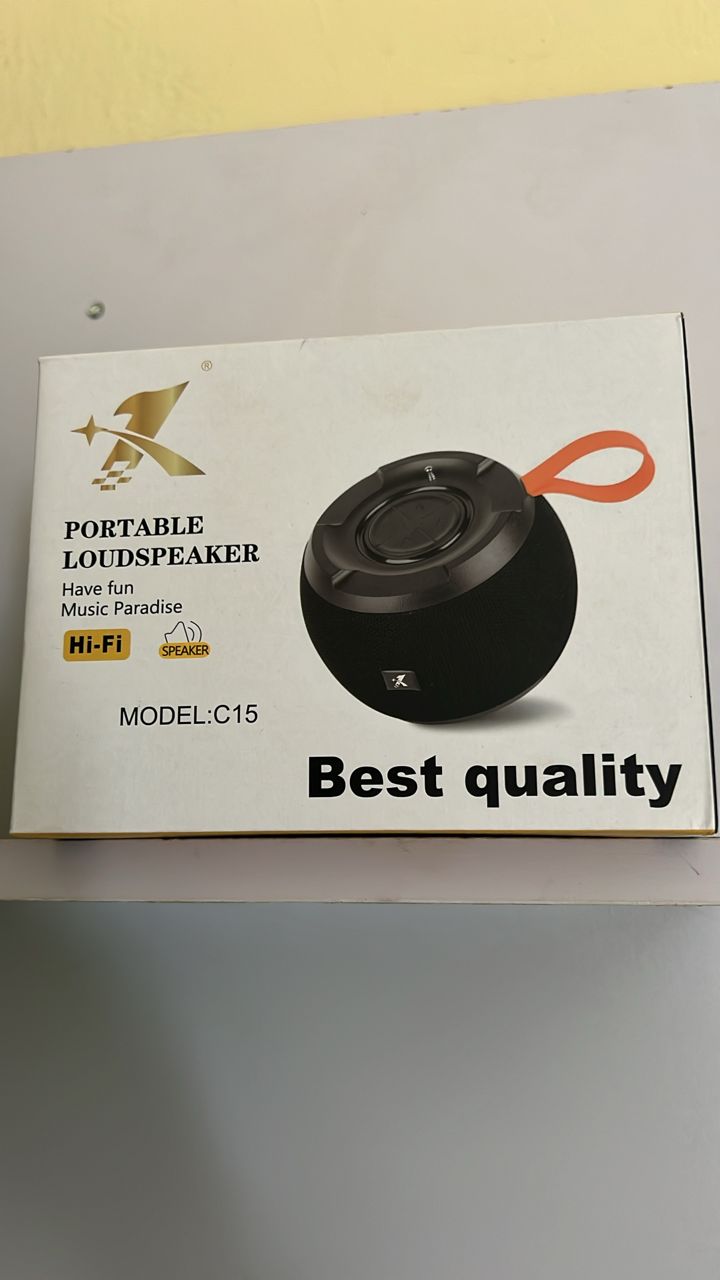 ®
PORTABLE
LOUDSPEAKER
Have fun
Music Paradise
Hi-Fi
SPEAKER
MODEL:C15
Best quality